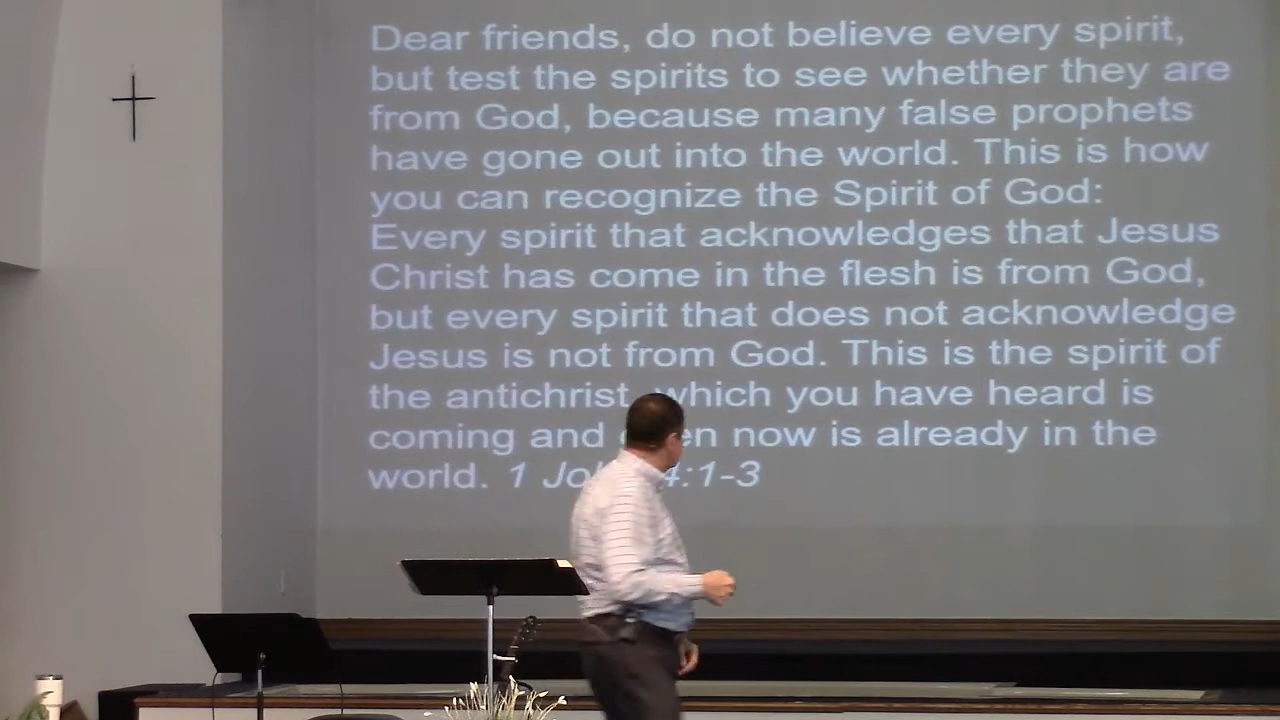 Dear friends, do not believe every spirit,
but test the spirits to see whether they are
from God, because many false prophets
have gone out into the world. This is how
you can recognize the Spirit of God:
Every spirit that acknowledges that Jesus
Christ has come in the flesh is from God,
but every spirit that does not acknowledge
Jesus is not from God. This is the spirit of
the antichrist, which you have heard is
coming and now is already in the
world. 1 4:1-3